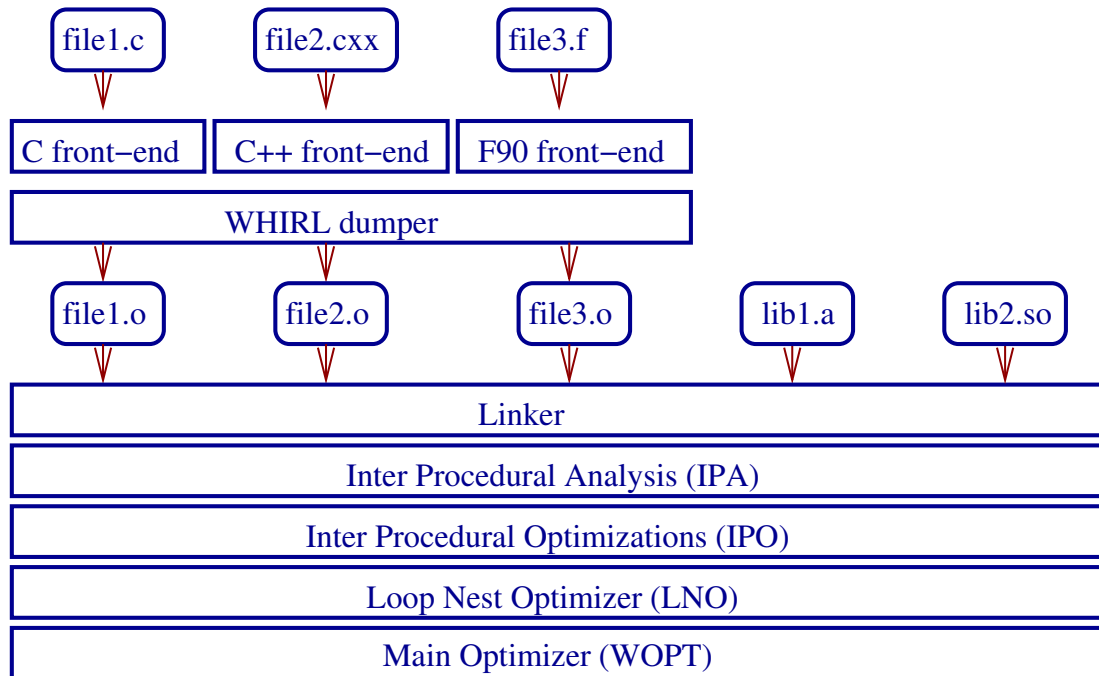 file1.c
file2.cxx
file3.f
C front−end
C++ front−end
F90 front−end
WHIRL dumper
file1.o
file2.o
file3.o
lib1.a
lib2.so
Linker
Inter Procedural Analysis (IPA)
Inter Procedural Optimizations (IPO)
Loop Nest Optimizer (LNO)
Main Optimizer (WOPT)